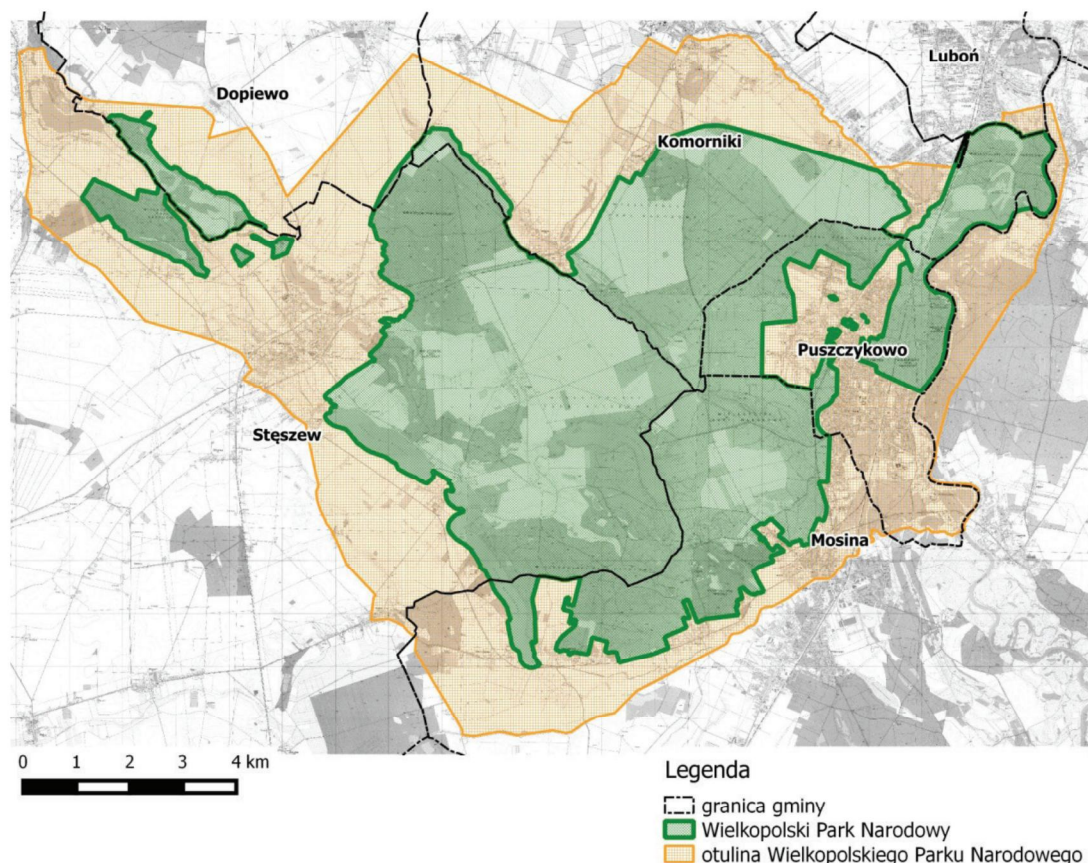 Luboń
Dopiewo
Komorniki
Puszczykowo
Stęszew
Mosina
0 1 2 3 4 km
Legenda
granica gminy
Wielkopolski Park Narodowy
otulina Wielkopolskiego Parku Narodowego